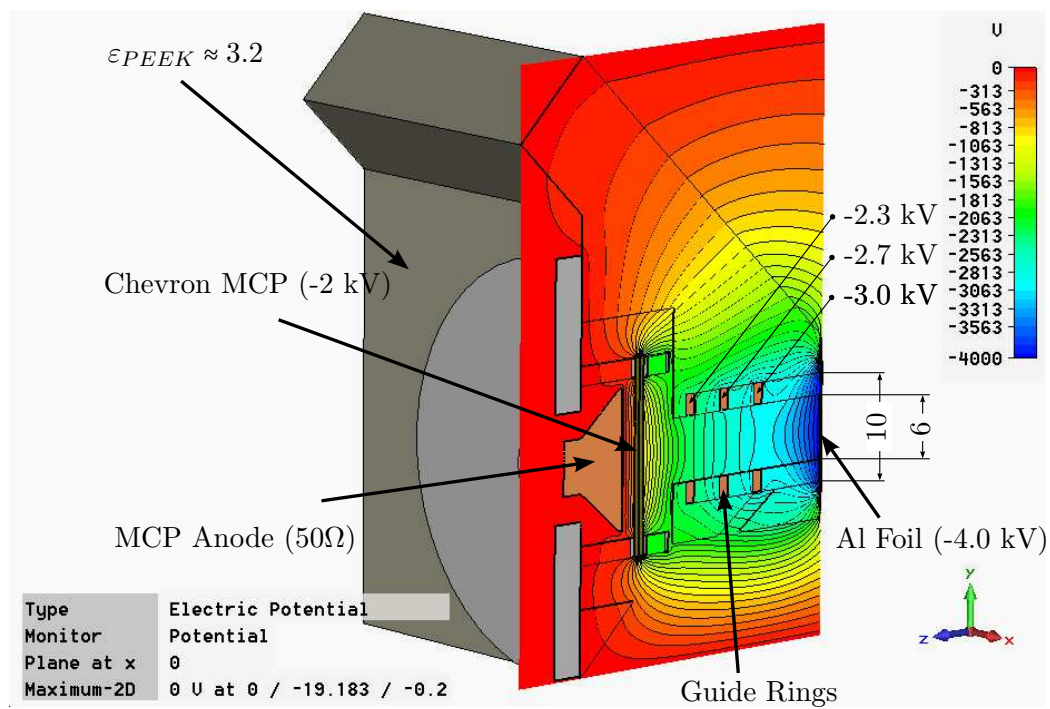 ε_PEEK ≈ 3.2
V
0
-313
-563
-813
-1063
-1313
-1563
-2063
-2313
-2563
-2813
-3063
-3313
-3563
-4000
-2.3 kV
-2.7 kV
-3.0 kV
Chevron MCP (-2 kV)
10
6
MCP Anode (50Ω)
Al Foil (-4.0 kV)
Guide Rings
Type Electric Potential
Monitor Potential
Plane at x 0
Maximum-2D 0 V at 0 / -19.183 / -0.2
y
z
x